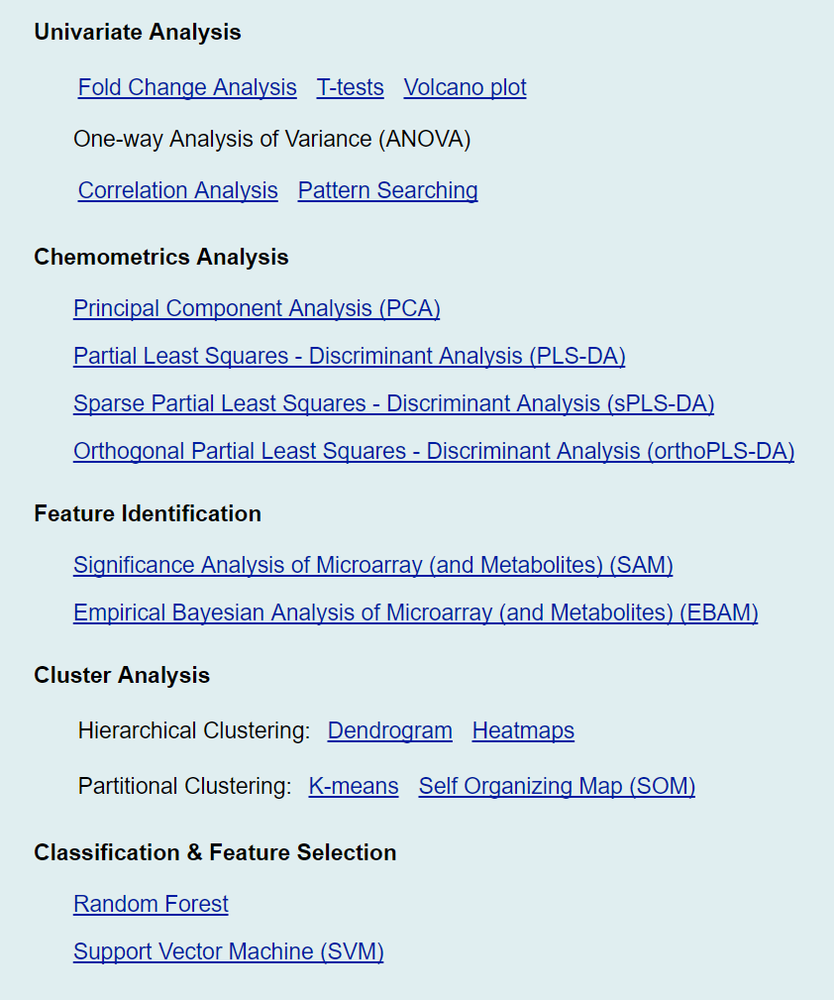 Univariate Analysis
Fold Change Analysis T-tests Volcano plot
One-way Analysis of Variance (ANOVA)
Correlation Analysis Pattern Searching
Chemometrics Analysis
Principal Component Analysis (PCA)
Partial Least Squares - Discriminant Analysis (PLS-DA)
Sparse Partial Least Squares - Discriminant Analysis (sPLS-DA)
Orthogonal Partial Least Squares - Discriminant Analysis (orthoPLS-DA)
Feature Identification
Significance Analysis of Microarray (and Metabolites) (SAM)
Empirical Bayesian Analysis of Microarray (and Metabolites) (EBAM)
Cluster Analysis
Hierarchical Clustering: Dendrogram Heatmaps
Partitional Clustering: K-means Self Organizing Map (SOM)
Classification & Feature Selection
Random Forest
Support Vector Machine (SVM)